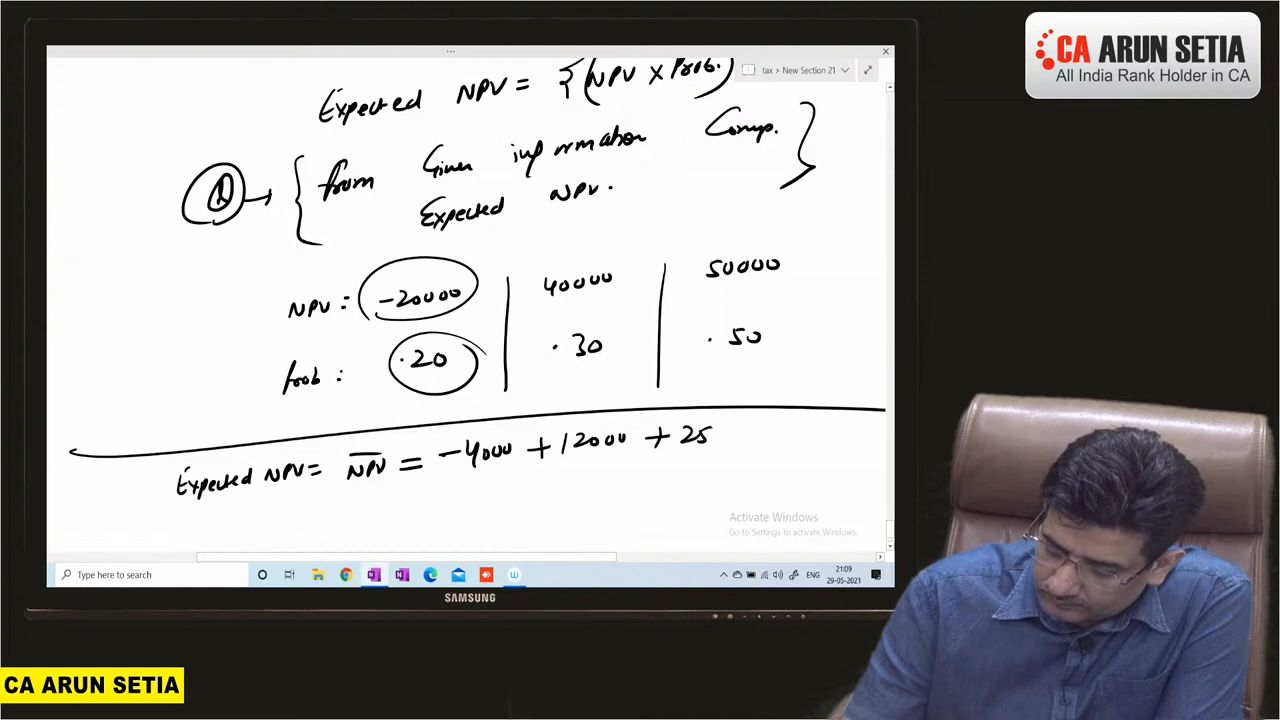 CA ARUN SETIA
All India Rank Holder in CA
tax > New Section 21
Expected NPV = Σ(NPV x Prob.)
Q → { from Given information Comp. }
Expected NPV.
NPV : -20000 | 40000 | 50000
Prob : .20 | .30 | .50
Expected NPV = NPV = -4000 + 12000 + 25
Activate Windows
Go to Settings to activate Windows.
Type here to search
ENG
21:09
29-05-2021
SAMSUNG
CA ARUN SETIA